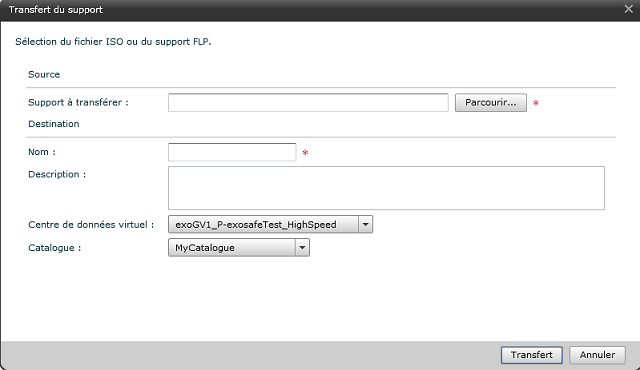 Transfert du support
Sélection du fichier ISO ou du support FLP.
Source
Support à transférer : Parcourir... *
Destination
Nom : *
Description :
Centre de données virtuel : exoGV1_P-exosafeTest_HighSpeed
Catalogue : MyCatalogue
Transfert Annuler